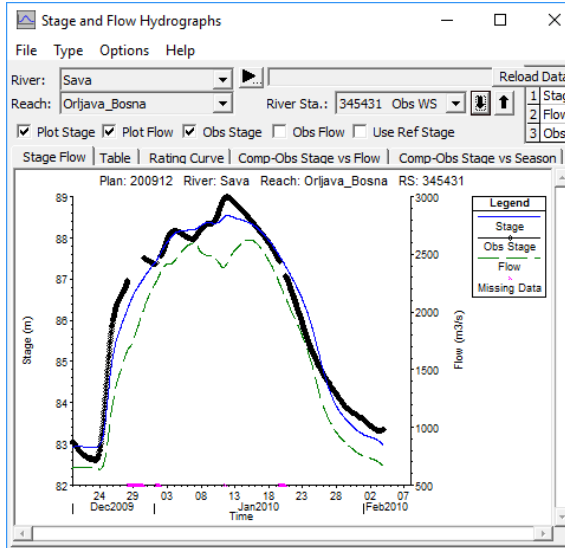 Stage and Flow Hydrographs
File Type Options Help
River: Sava Reload Data
Reach: Orljava_Bosna River Sta.: 345431 Obs WS
1 Stag
2 Flow
3 Obs
Plot Stage Plot Flow Obs Stage Obs Flow Use Ref Stage
Stage Flow Table Rating Curve Comp-Obs Stage vs Flow Comp-Obs Stage vs Season
Plan: 200912 River: Sava Reach: Orljava_Bosna RS: 345431
89
88
87
86
85
84
83
82
Stage (m)
3000
2500
2000
1500
1000
500
Flow (m3/s)
Legend
Stage
Obs Stage
Flow
Missing Data
24 29 03 08 13 18 23 28 02 07
Dec2009 Jan2010 Feb2010
Time